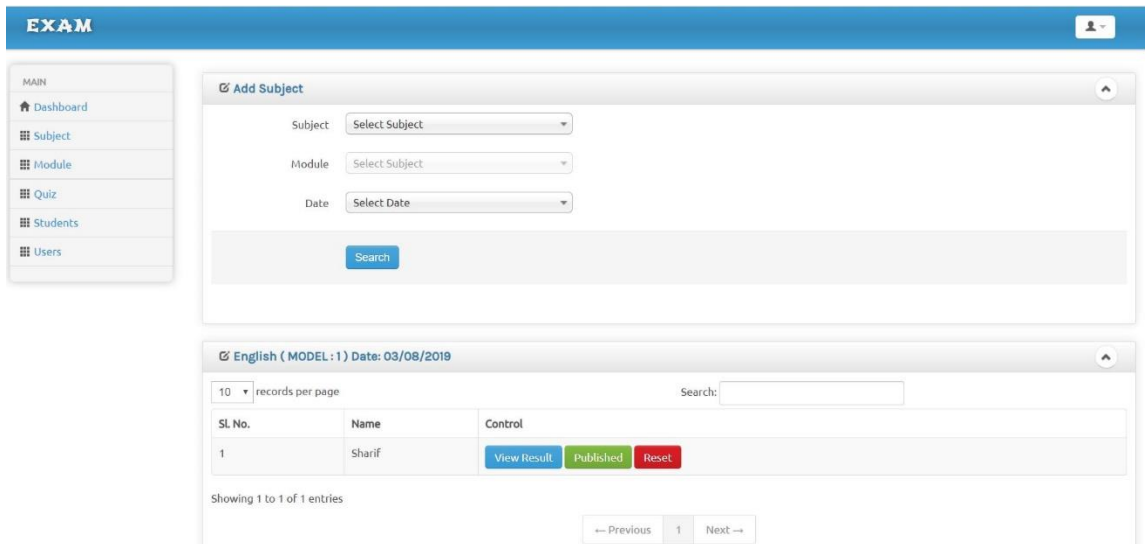 EXAM
MAIN
Dashboard
Subject
Module
Quiz
Students
Users
Add Subject
Subject Select Subject
Module Select Subject
Date Select Date
Search
English ( MODEL : 1 ) Date: 03/08/2019
10 records per page Search:
Sl. No. Name Control
1 Sharif View Result Published Reset
Showing 1 to 1 of 1 entries
← Previous 1 Next →